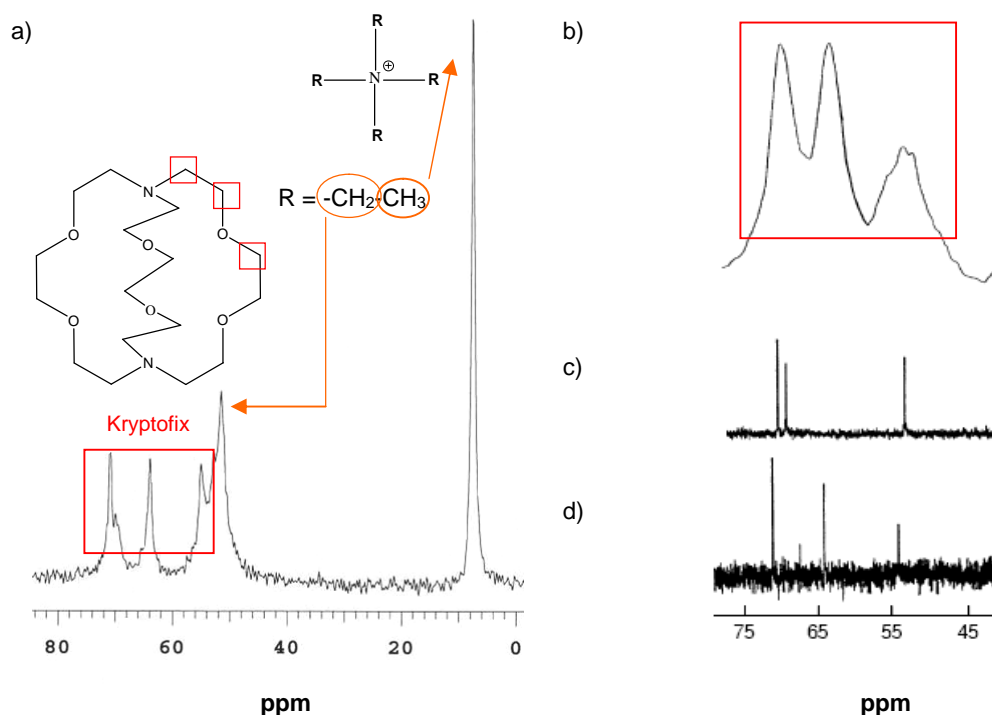 a)
R
R N ⊕ R
R
R = -CH2-CH3
N
O O O
O O O
N
Kryptofix
80 60 40 20 0
ppm
b)
c)
d)
75 65 55 45
ppm